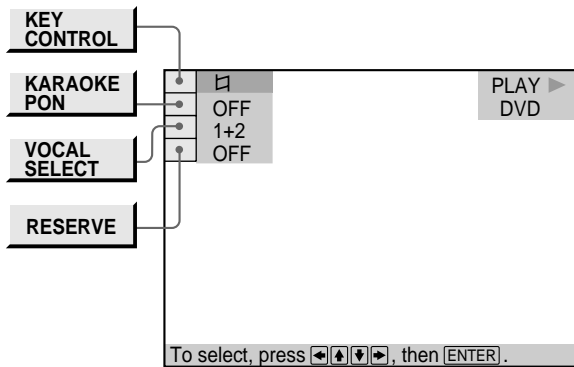 KEY
CONTROL
KARAOKE
PON
VOCAL
SELECT
RESERVE
♮
OFF
1+2
OFF
PLAY ▶
DVD
To select, press ←↑↓→, then ENTER.